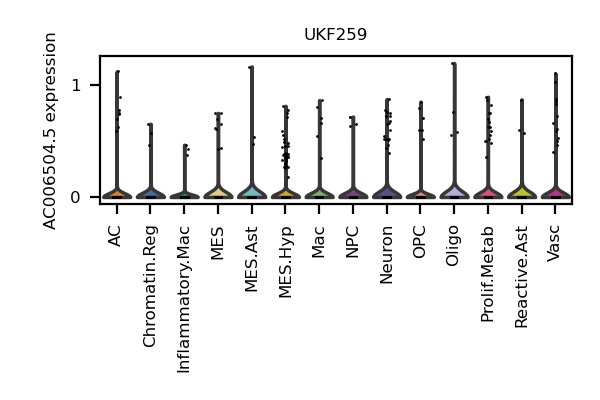 UKF259
AC006504.5 expression
1
0
AC
Chromatin.Reg
Inflammatory.Mac
MES
MES.Ast
MES.Hyp
Mac
NPC
Neuron
OPC
Oligo
Prolif.Metab
Reactive.Ast
Vasc